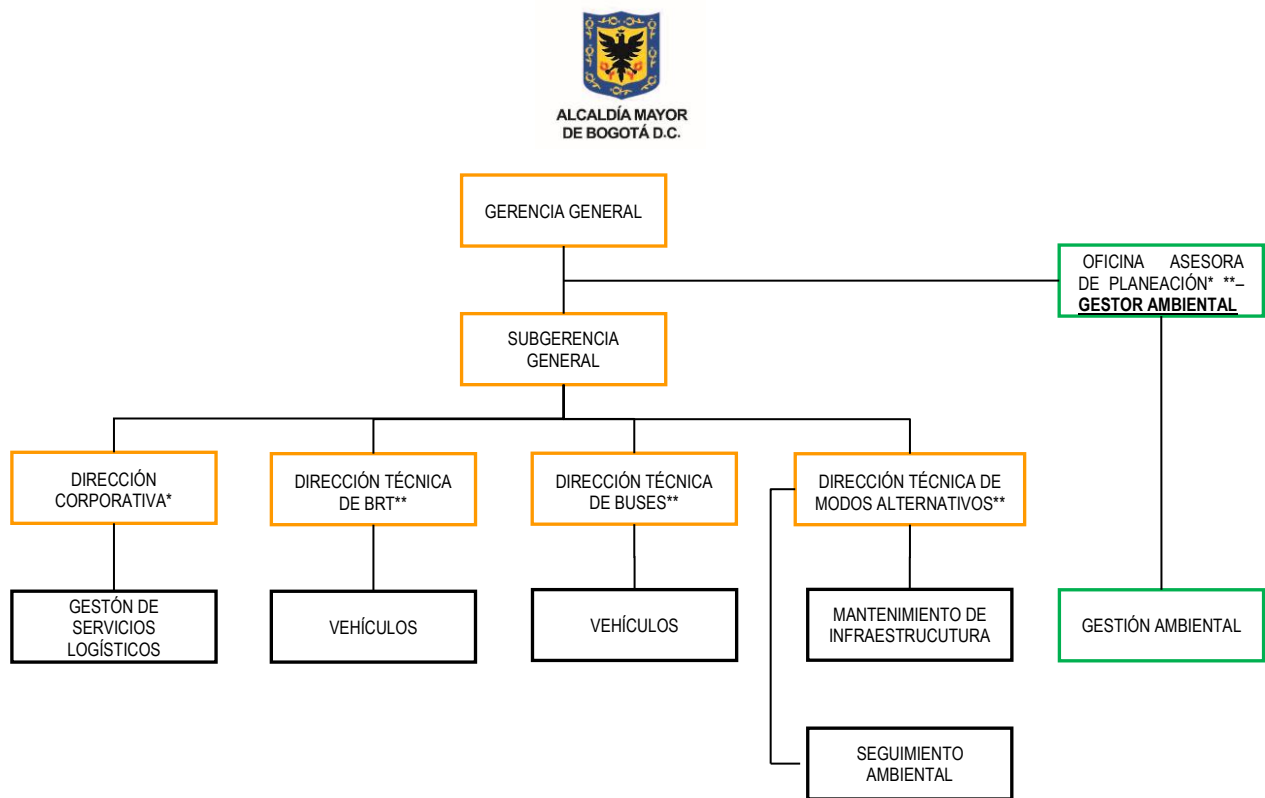 ALCALDÍA MAYOR
DE BOGOTÁ D.C.
GERENCIA GENERAL
OFICINA ASESORA
DE PLANEACIÓN* **–
GESTOR AMBIENTAL
SUBGERENCIA
GENERAL
DIRECCIÓN
CORPORATIVA*
DIRECCIÓN TÉCNICA
DE BRT**
DIRECCIÓN TÉCNICA
DE BUSES**
DIRECCIÓN TÉCNICA DE
MODOS ALTERNATIVOS**
GESTÓN DE
SERVICIOS
LOGÍSTICOS
VEHÍCULOS
VEHÍCULOS
MANTENIMIENTO DE
INFRAESTRUCUTURA
GESTIÓN AMBIENTAL
SEGUIMIENTO
AMBIENTAL